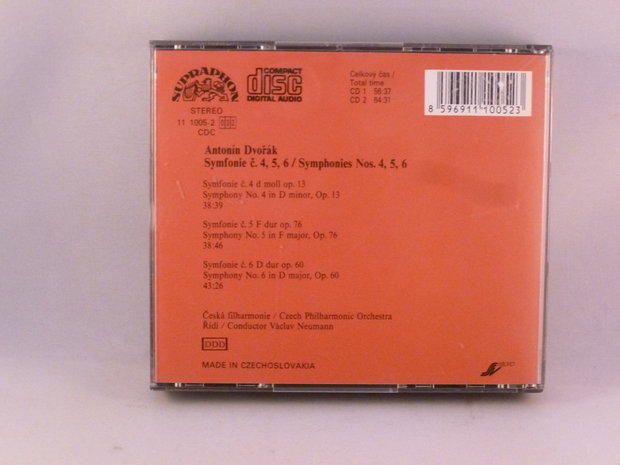 SUPRAPHON
COMPACT
disc
DIGITAL AUDIO
Celkový čas /
Total time
CD 1 56:37
CD 2 64:31
8 596911 100523
STEREO
11 1005-2
CDC
Antonín Dvořák
Symfonie č. 4, 5, 6 / Symphonies Nos. 4, 5, 6
Symfonie č. 4 d moll op. 13
Symphony No. 4 in D minor, Op. 13
38:39
Symfonie č. 5 F dur op. 76
Symphony No. 5 in F major, Op. 76
38:46
Symfonie č. 6 D dur op. 60
Symphony No. 6 in D major, Op. 60
43:26
Česká filharmonie / Czech Philharmonic Orchestra
Řídí / Conductor Václav Neumann
DDD
MADE IN CZECHOSLOVAKIA